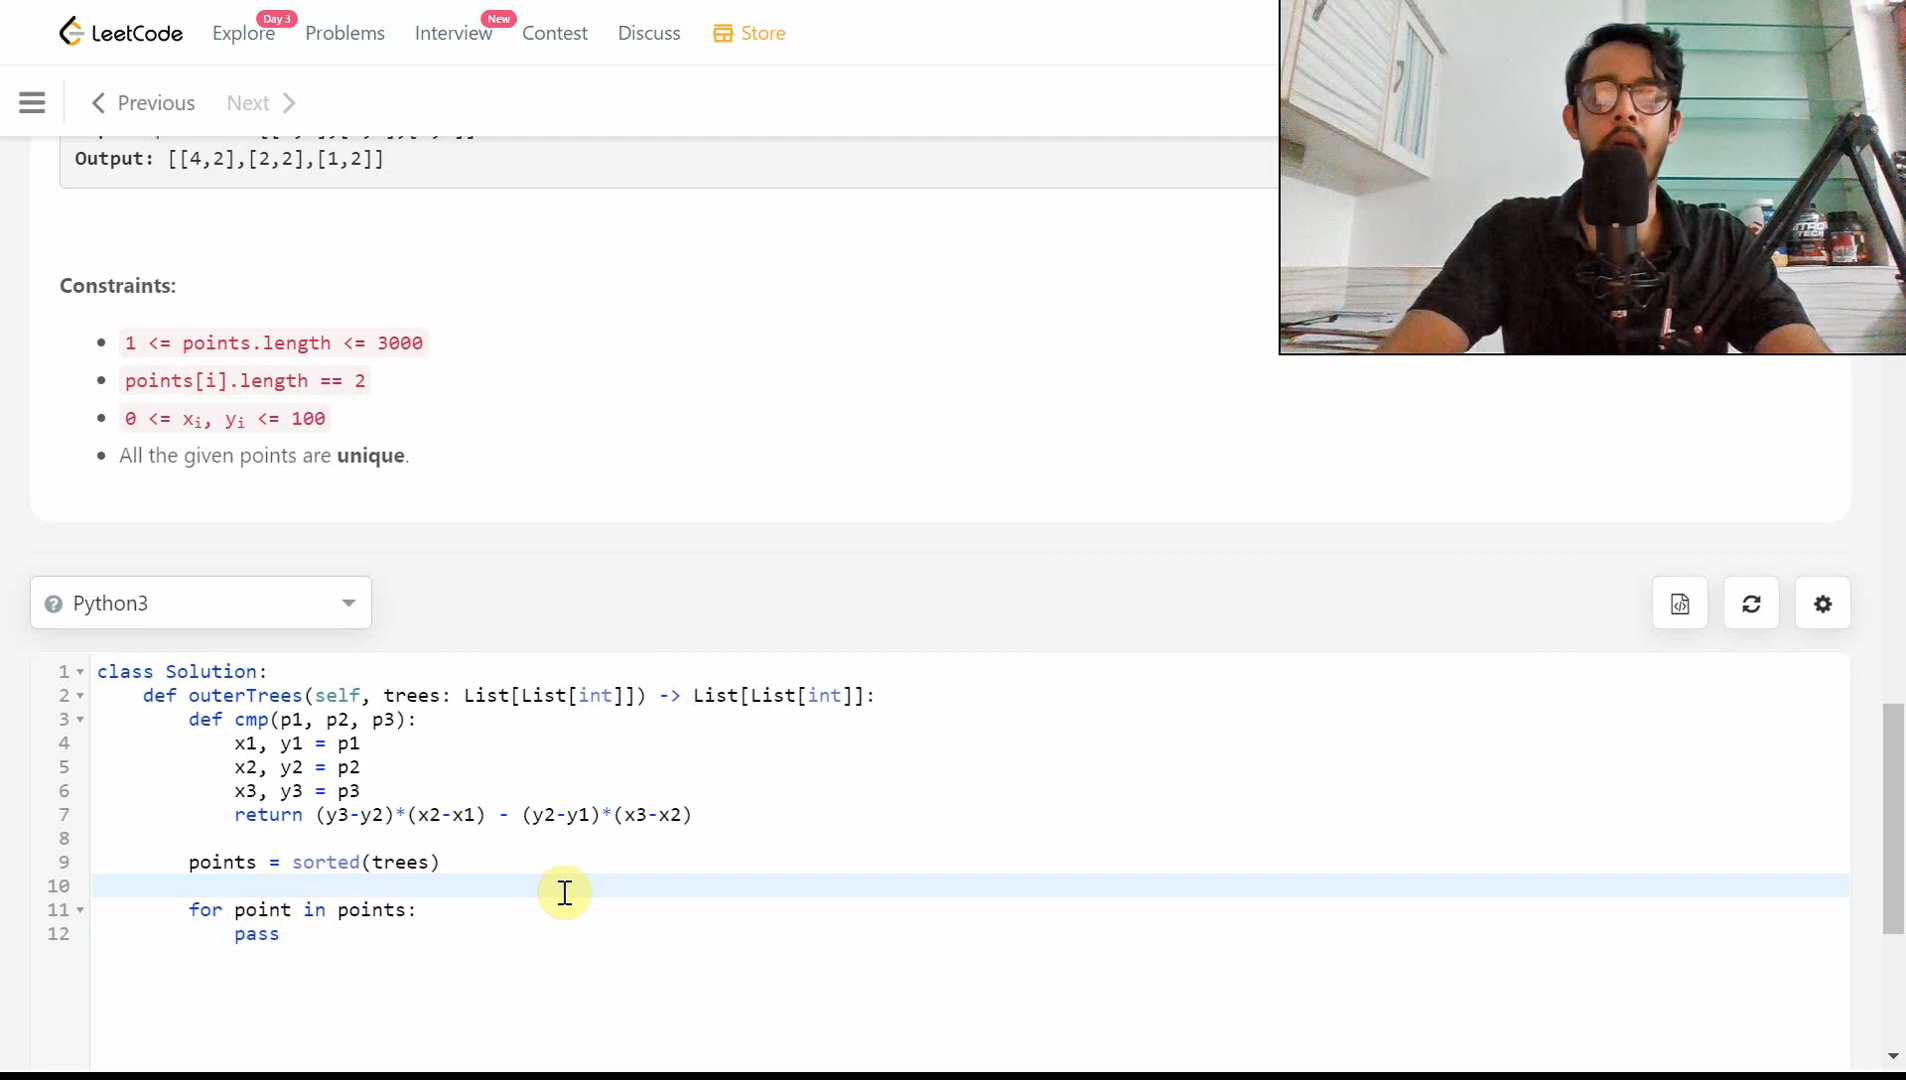 LeetCode Explore Day 3 Problems Interview New Contest Discuss Store
Previous Next
Output: [[4,2],[2,2],[1,2]]
Constraints:
1 <= points.length <= 3000
points[i].length == 2
0 <= xi, yi <= 100
All the given points are unique.
Python3
1 class Solution:
2 def outerTrees(self, trees: List[List[int]]) -> List[List[int]]:
3 def cmp(p1, p2, p3):
4 x1, y1 = p1
5 x2, y2 = p2
6 x3, y3 = p3
7 return (y3-y2)*(x2-x1) - (y2-y1)*(x3-x2)
8
9 points = sorted(trees)
10
11 for point in points:
12 pass
NITRO
TECH